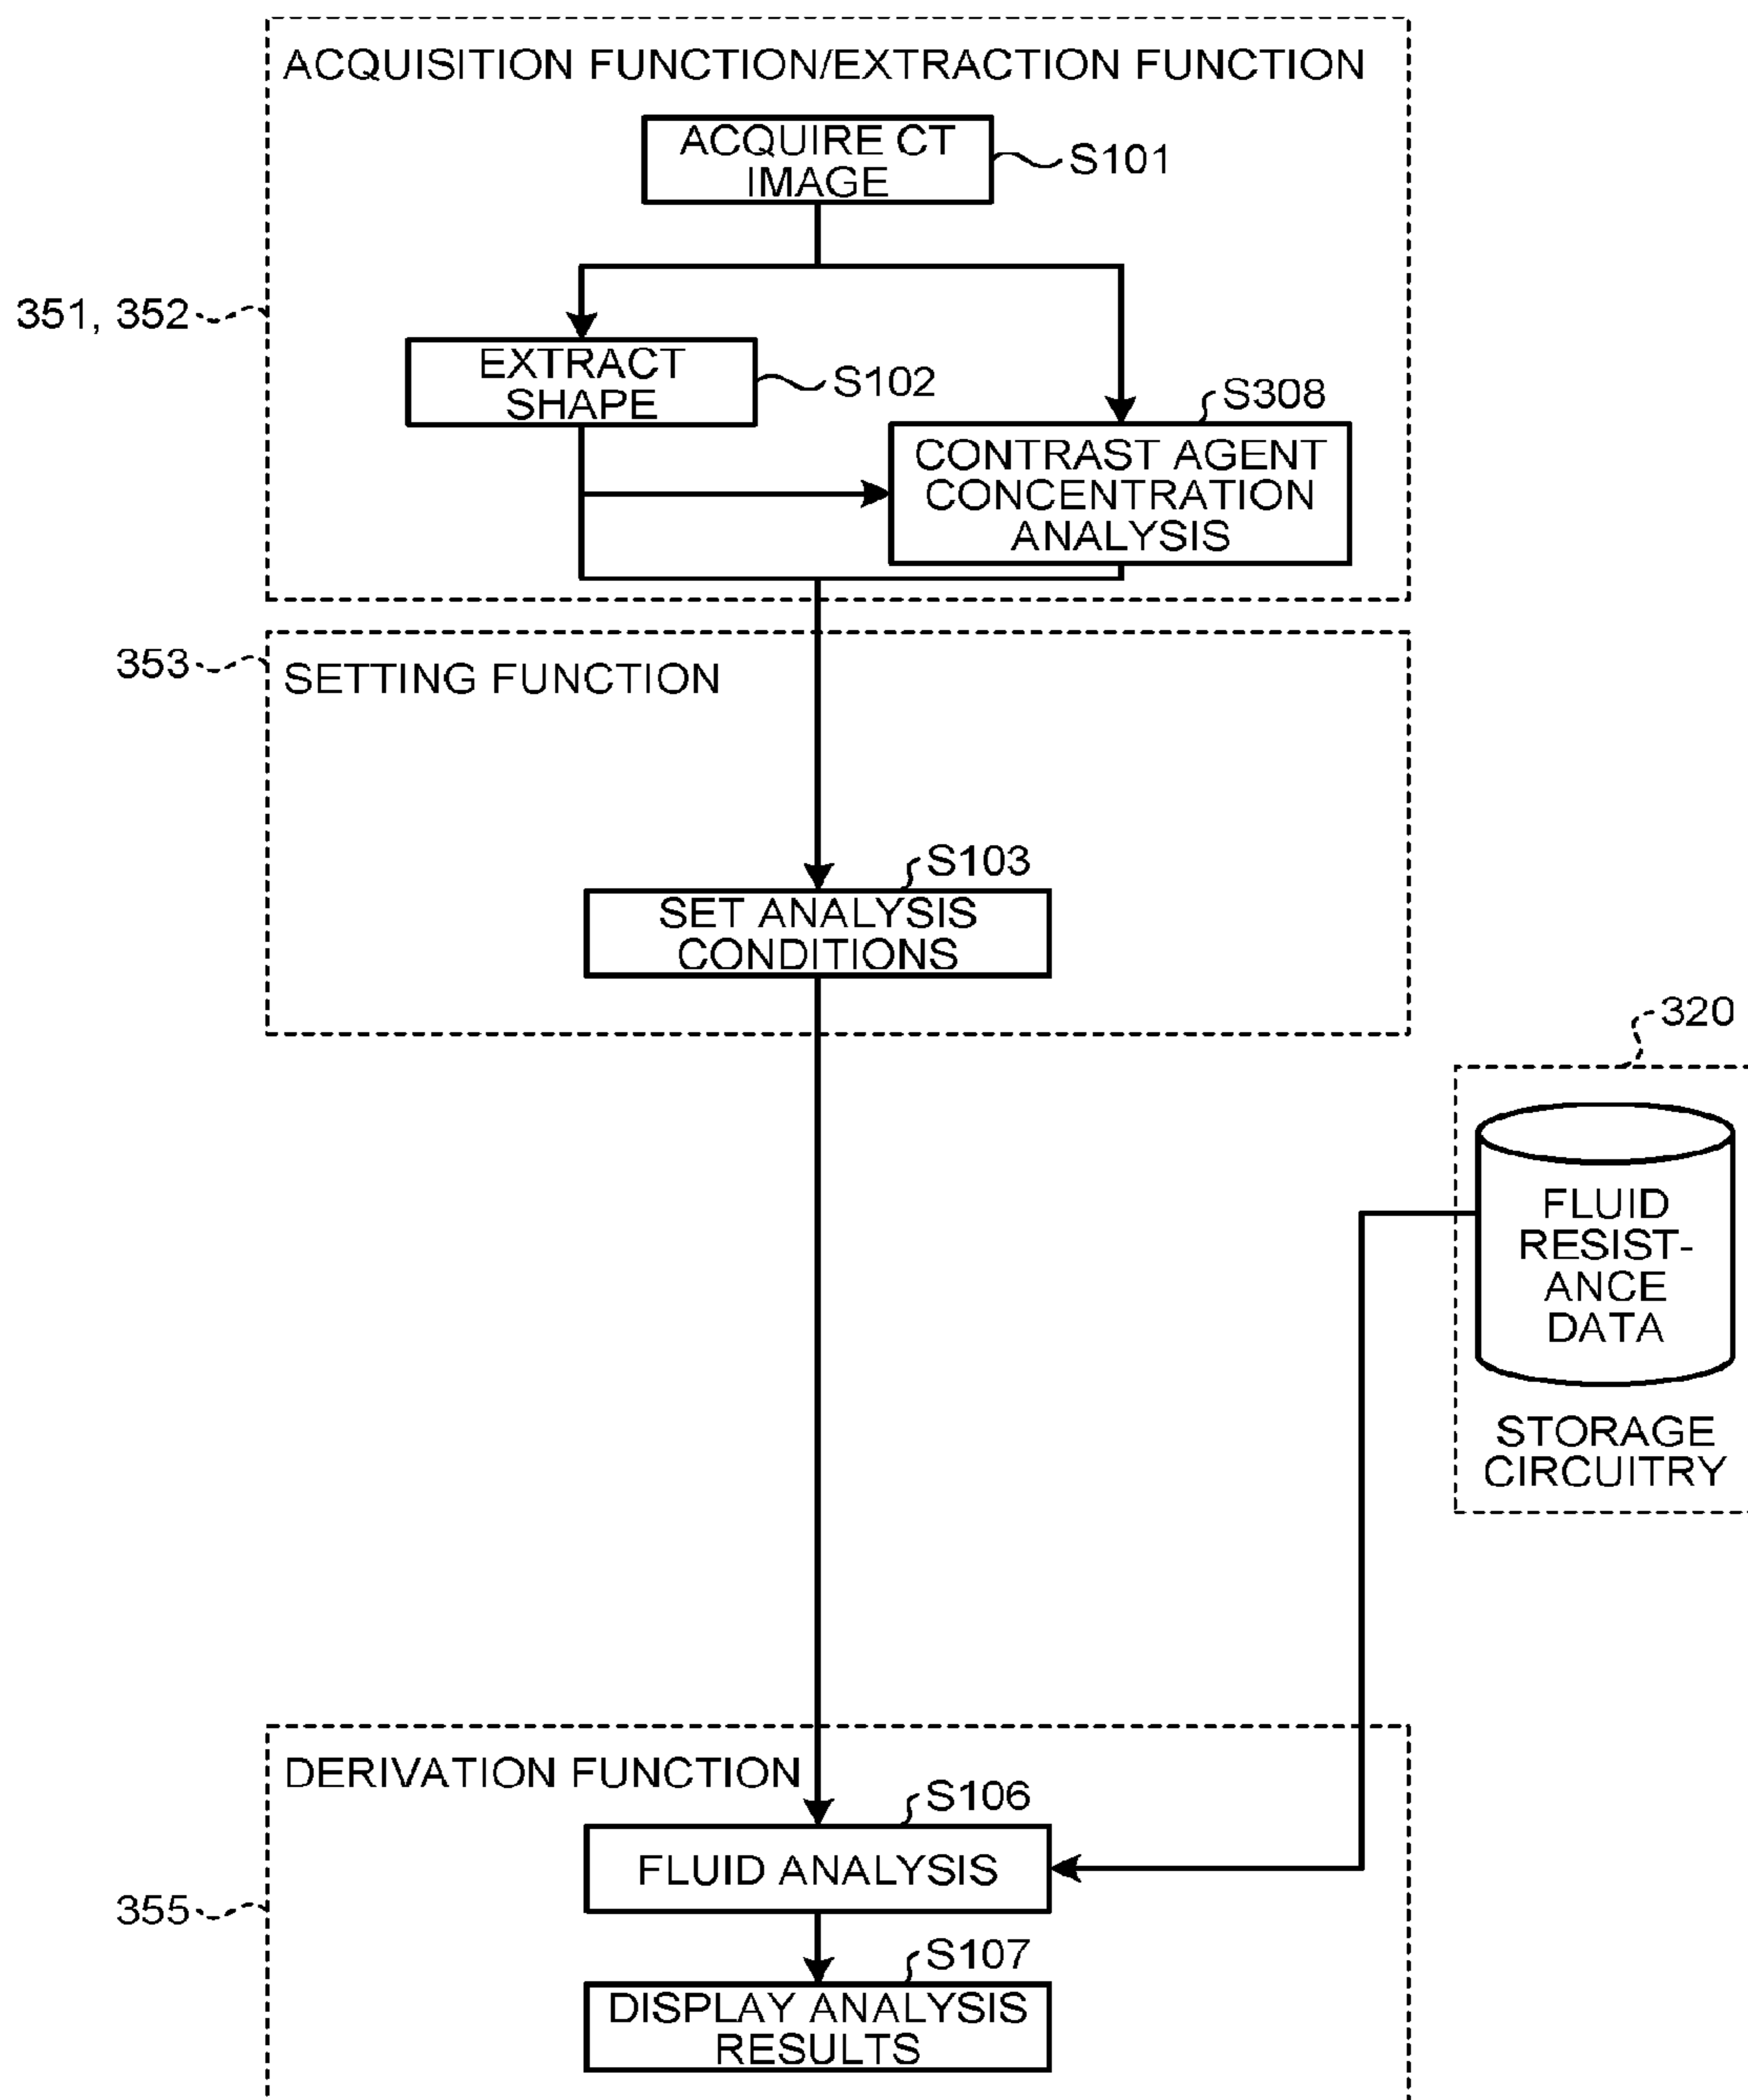 ACQUISITION FUNCTION/EXTRACTION FUNCTION
ACQUIRE CT
IMAGE
S101
351, 352
EXTRACT
SHAPE
S102
S308
CONTRAST AGENT
CONCENTRATION
ANALYSIS
353
SETTING FUNCTION
S103
SET ANALYSIS
CONDITIONS
320
FLUID
RESIST-
ANCE
DATA
STORAGE
CIRCUITRY
DERIVATION FUNCTION
S106
FLUID ANALYSIS
355
S107
DISPLAY ANALYSIS
RESULTS